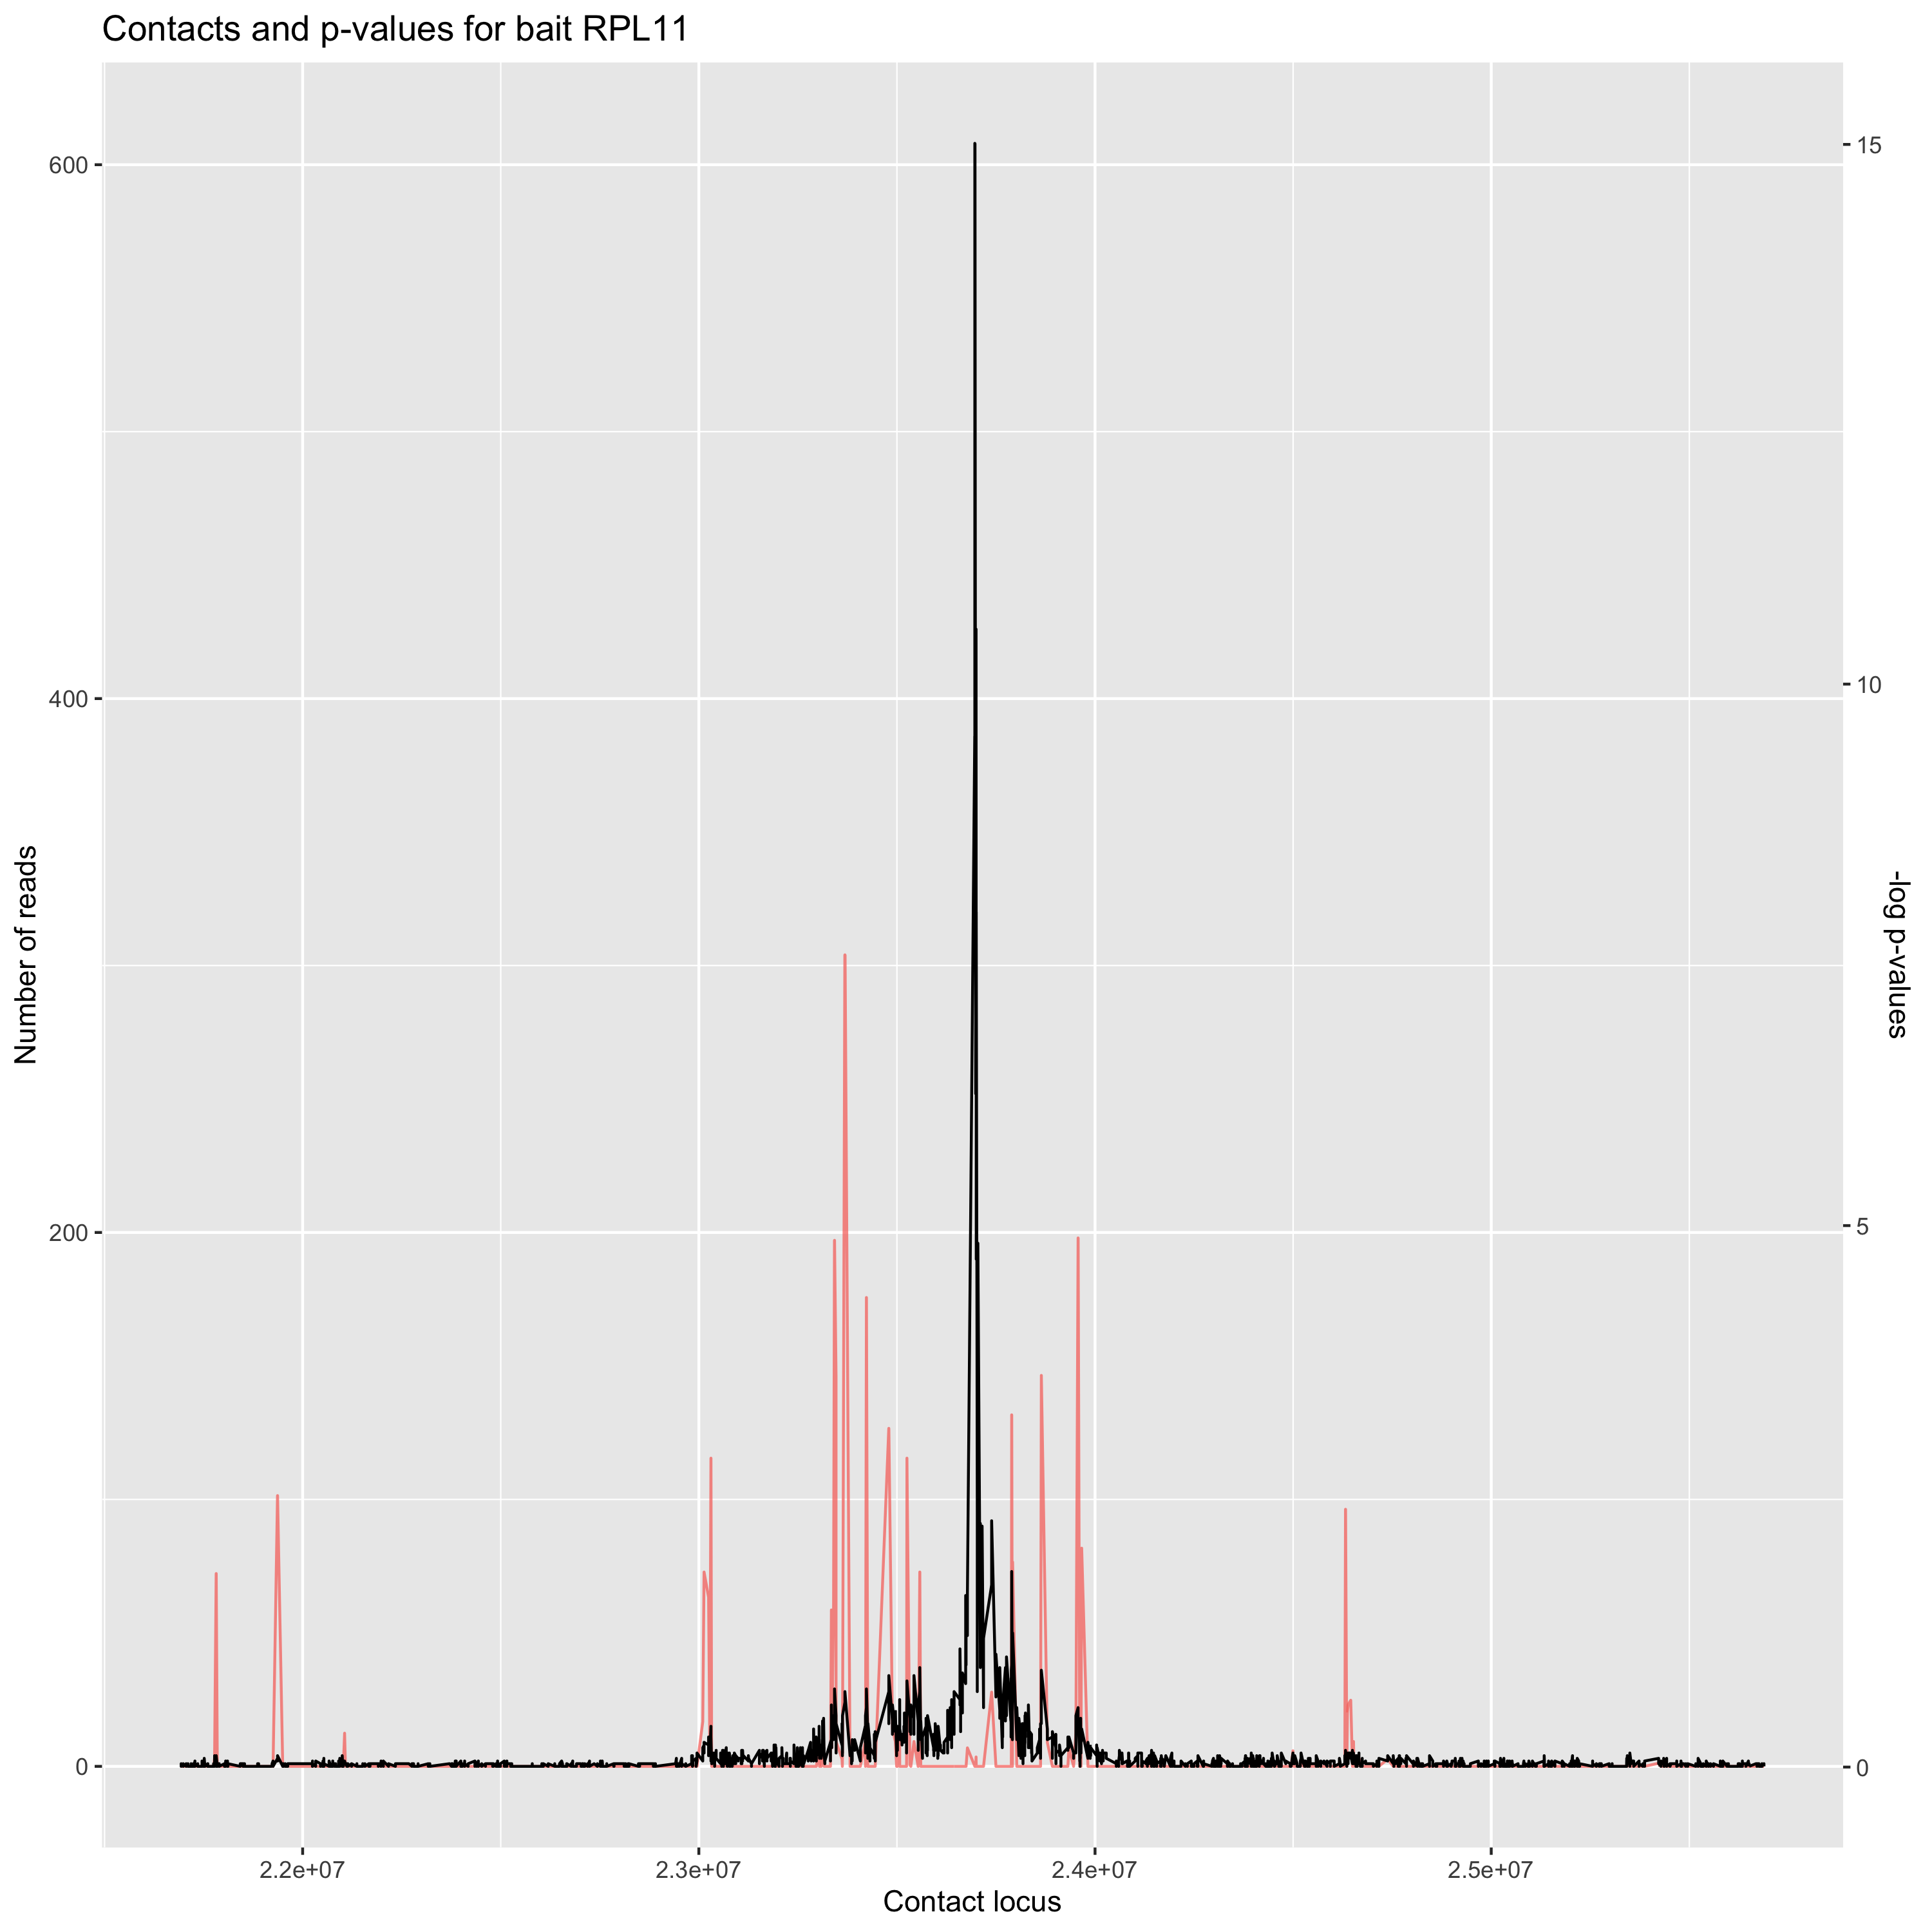 Contacts and p-values for bait RPL11
600
400
200
0
Number of reads
15
10
5
0
-log p-values
2.2e+07
2.3e+07
2.4e+07
2.5e+07
Contact locus